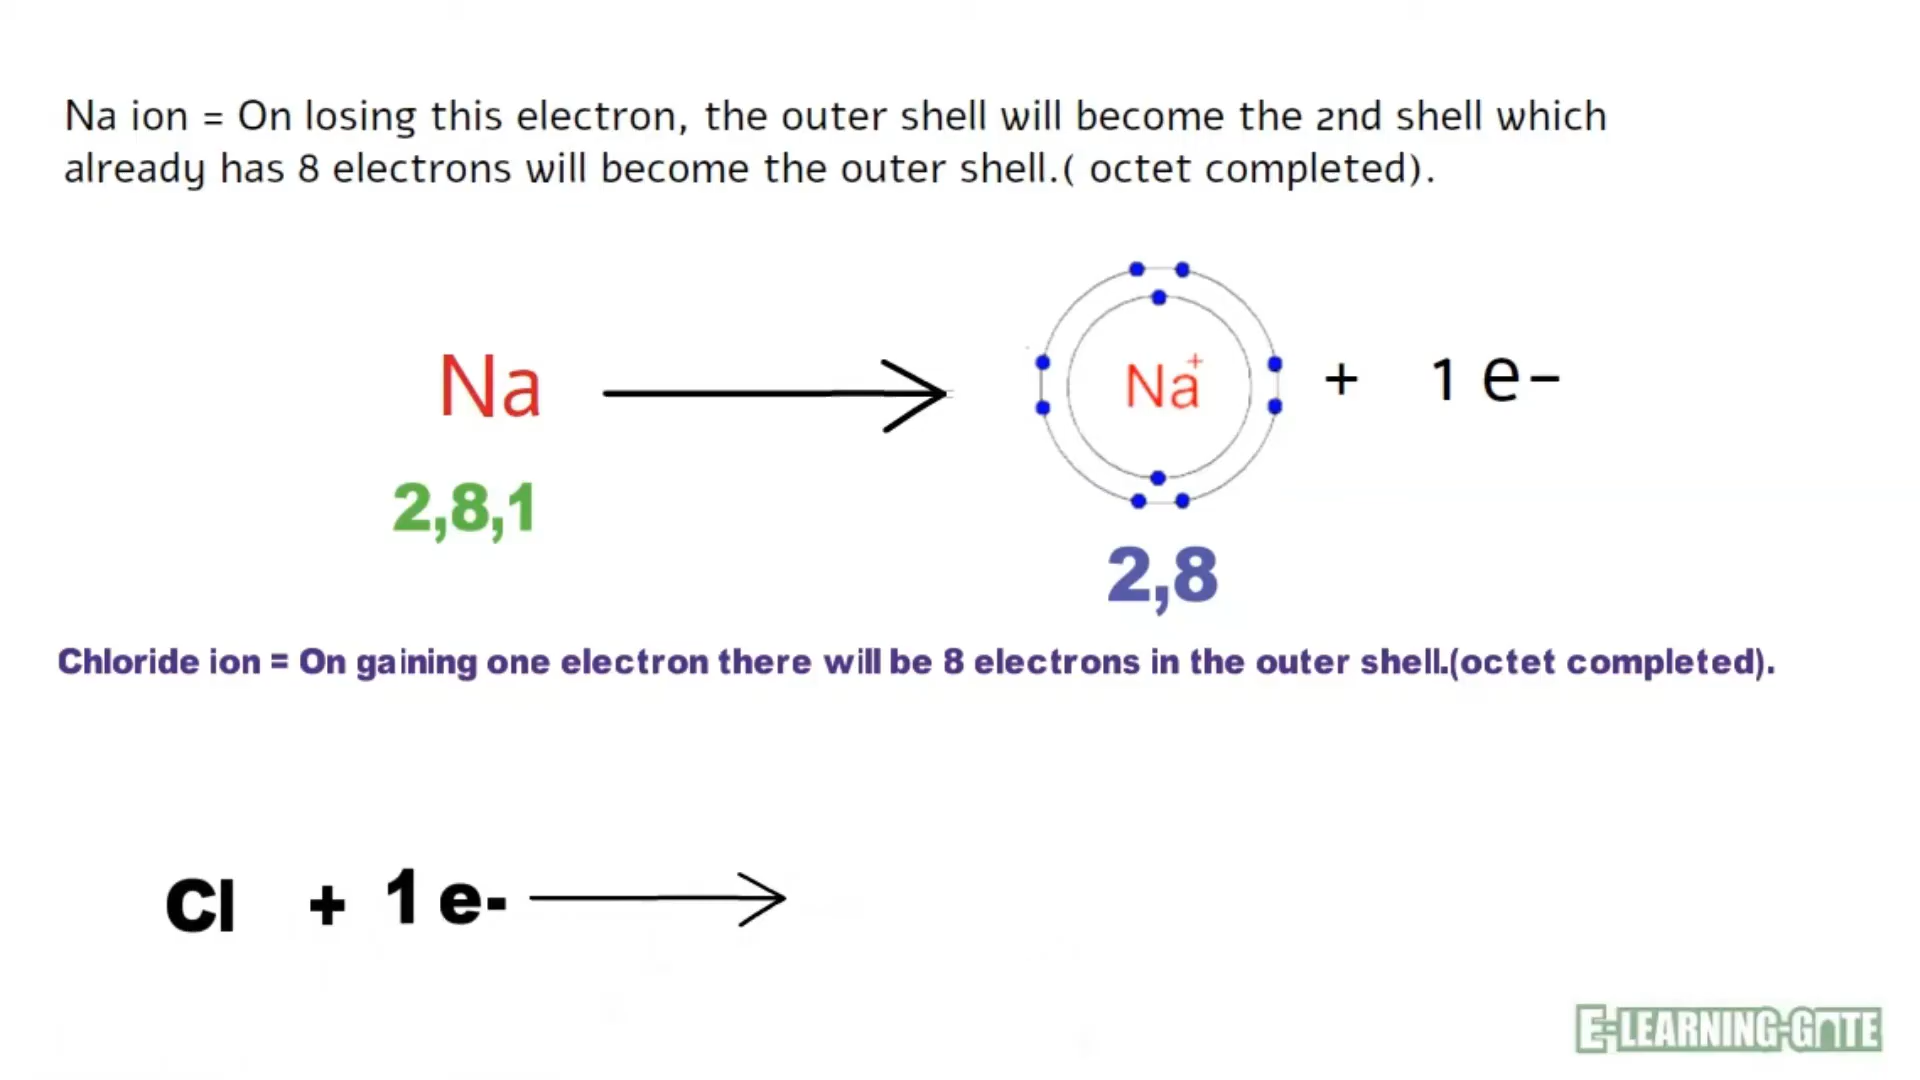 Na ion = On losing this electron, the outer shell will become the 2nd shell which
already has 8 electrons will become the outer shell.( octet completed).
Na
Na+
+ 1 e-
2,8,1
2,8
Chloride ion = On gaining one electron there will be 8 electrons in the outer shell.(octet completed).
Cl + 1 e-
E-LEARNING-GATE